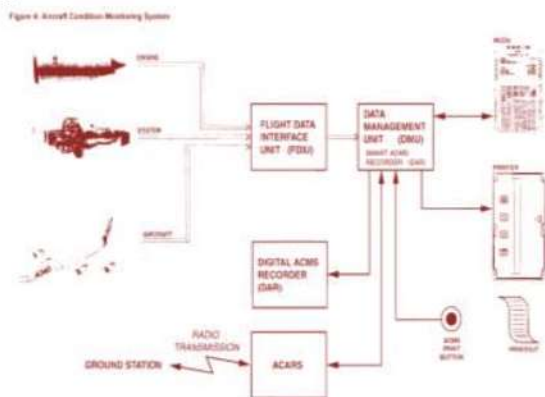 Figure 4: Aircraft Condition Monitoring System
ENGINE
SYSTEM
AIRCRAFT
FLIGHT DATA
INTERFACE
UNIT (FDIU)
DATA
MANAGEMENT
UNIT (DMU)
SMART ACMS
RECORDER (SAR)
MCDU
PRINTER
DIGITAL ACMS
RECORDER
(DAR)
RADIO
TRANSMISSION
GROUND STATION
ACARS
ACMS
PRINT
BUTTON
PRINTOUT